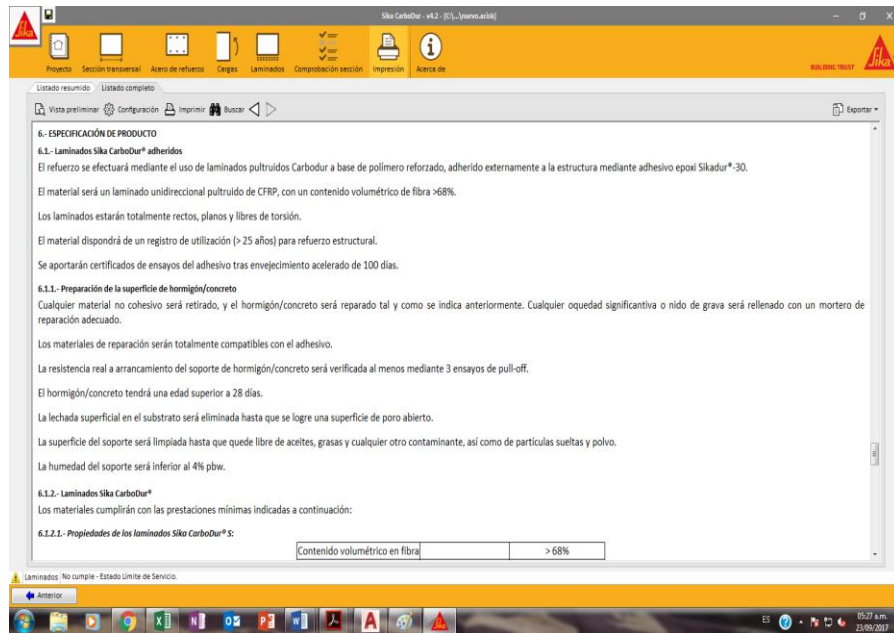 Sika CarboDur - v4.2 - [C:\...\nuevo.acisk]
Sika
Proyecto Sección transversal Acero de refuerzo Cargas Laminados Comprobación sección Impresión Acerca de
BUILDING TRUST Sika
Listado resumido Listado completo
Vista preliminar Configuración Imprimir Buscar Exportar
6.- ESPECIFICACIÓN DE PRODUCTO
6.1.- Laminados Sika CarboDur® adheridos
El refuerzo se efectuará mediante el uso de laminados pultruidos Carbodur a base de polímero reforzado, adherido externamente a la estructura mediante adhesivo epoxi Sikadur®-30.
El material será un laminado unidireccional pultruido de CFRP, con un contenido volumétrico de fibra >68%.
Los laminados estarán totalmente rectos, planos y libres de torsión.
El material dispondrá de un registro de utilización (> 25 años) para refuerzo estructural.
Se aportarán certificados de ensayos del adhesivo tras envejecimiento acelerado de 100 días.
6.1.1.- Preparación de la superficie de hormigón/concreto
Cualquier material no cohesivo será retirado, y el hormigón/concreto será reparado tal y como se indica anteriormente. Cualquier oquedad significantiva o nido de grava será rellenado con un mortero de
reparación adecuado.
Los materiales de reparación serán totalmente compatibles con el adhesivo.
La resistencia real a arrancamiento del soporte de hormigón/concreto será verificada al menos mediante 3 ensayos de pull-off.
El hormigón/concreto tendrá una edad superior a 28 días.
La lechada superficial en el substrato será eliminada hasta que se logre una superficie de poro abierto.
La superficie del soporte será limpiada hasta que quede libre de aceites, grasas y cualquier otro contaminante, así como de partículas sueltas y polvo.
La humedad del soporte será inferior al 4% pbw.
6.1.2.- Laminados Sika CarboDur®
Los materiales cumplirán con las prestaciones mínimas indicadas a continuación:
6.1.2.1.- Propiedades de los laminados Sika CarboDur® S:
Contenido volumétrico en fibra > 68%
Laminados No cumple - Estado Límite de Servicio.
Anterior
ES 05:27 a.m.
23/09/2017